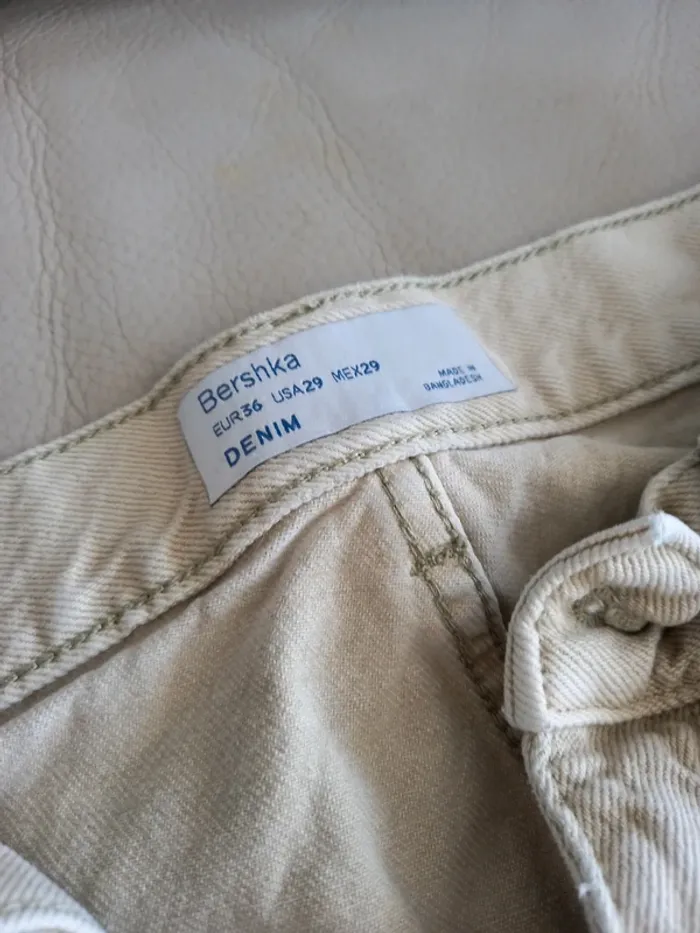 Bershka
EUR36 USA29 MEX29
DENIM
MADE IN
BANGLADESH